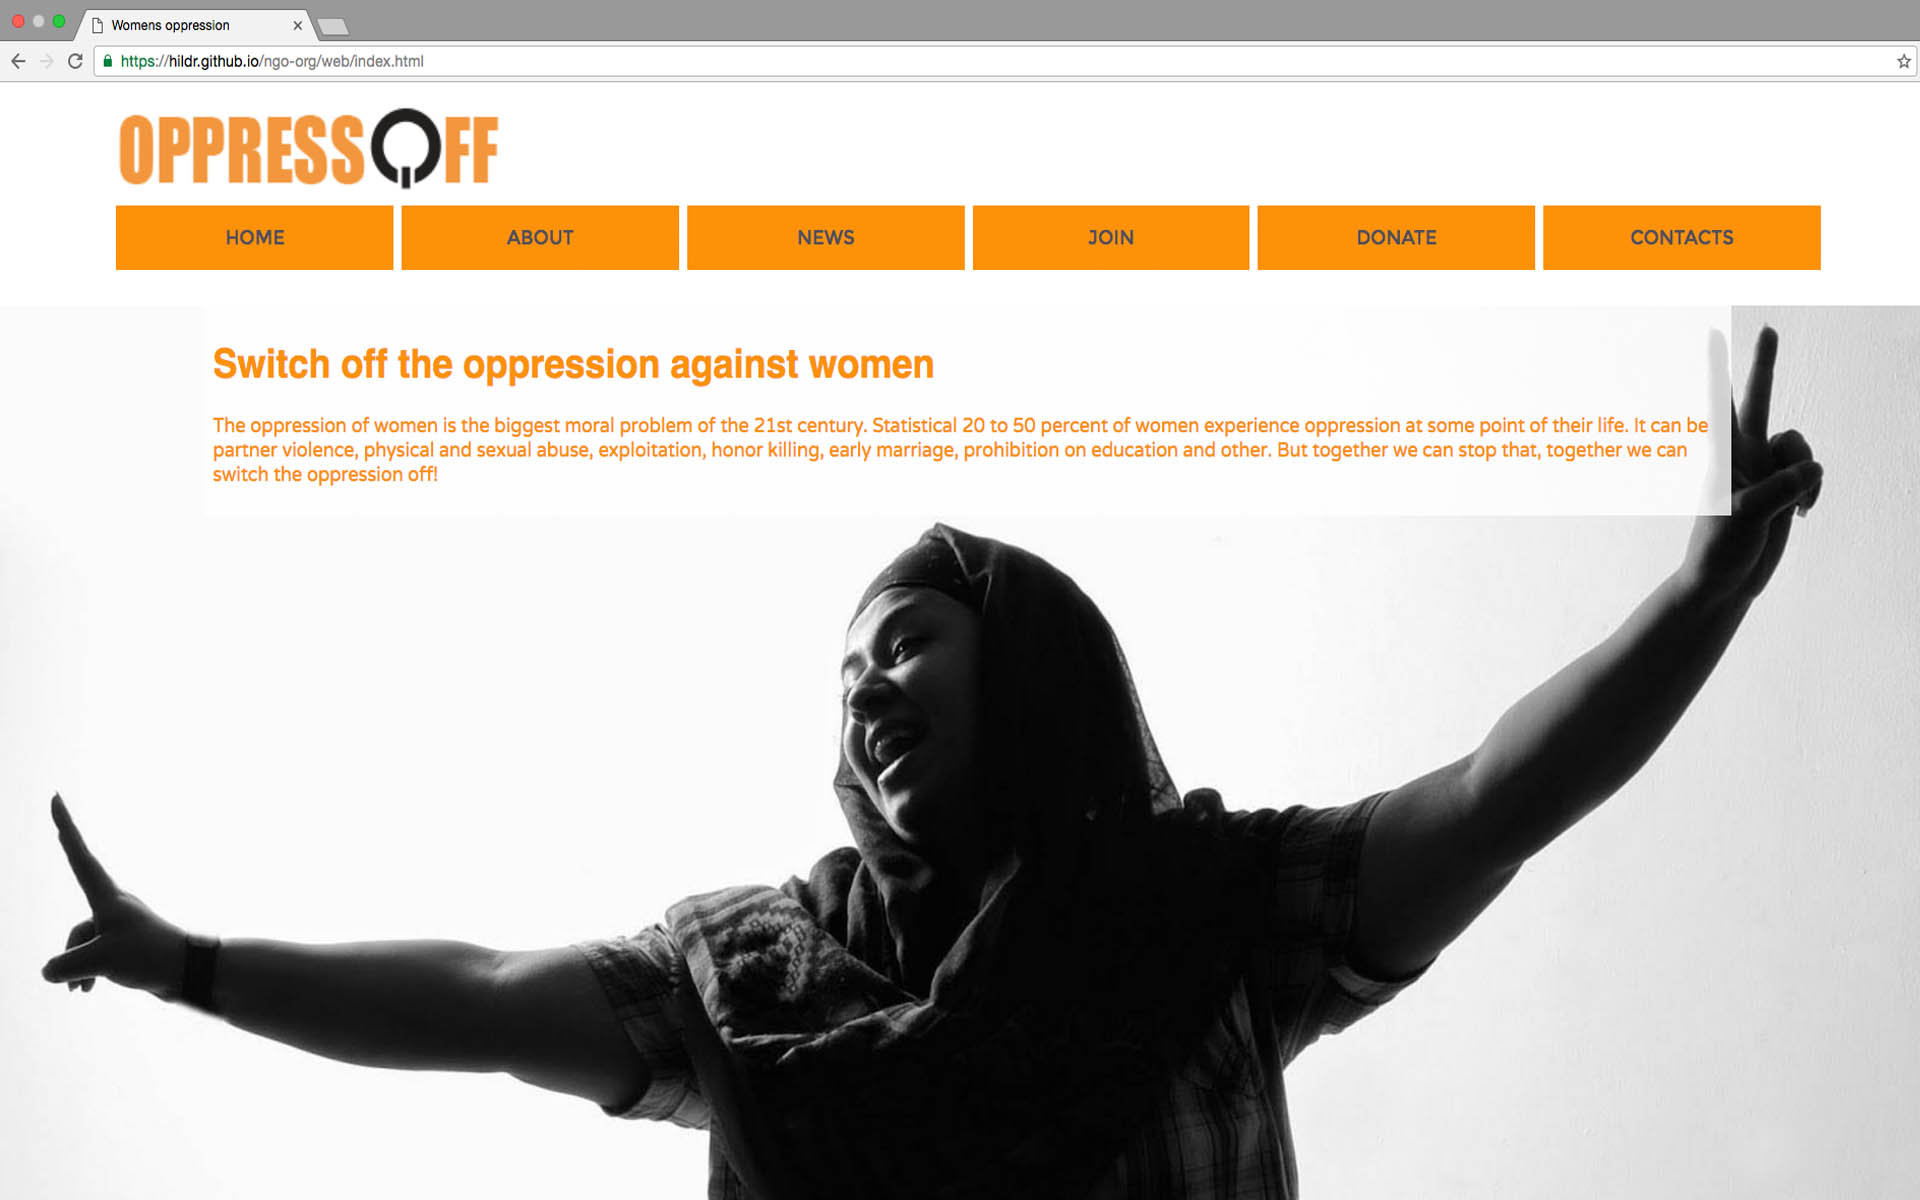 Womens oppression
https://hildr.github.io/ngo-org/web/index.html
OPPRESSOFF
HOME ABOUT NEWS JOIN DONATE CONTACTS
Switch off the oppression against women
The oppression of women is the biggest moral problem of the 21st century. Statistical 20 to 50 percent of women experience oppression at some point of their life. It can be
partner violence, physical and sexual abuse, exploitation, honor killing, early marriage, prohibition on education and other. But together we can stop that, together we can
switch the oppression off!